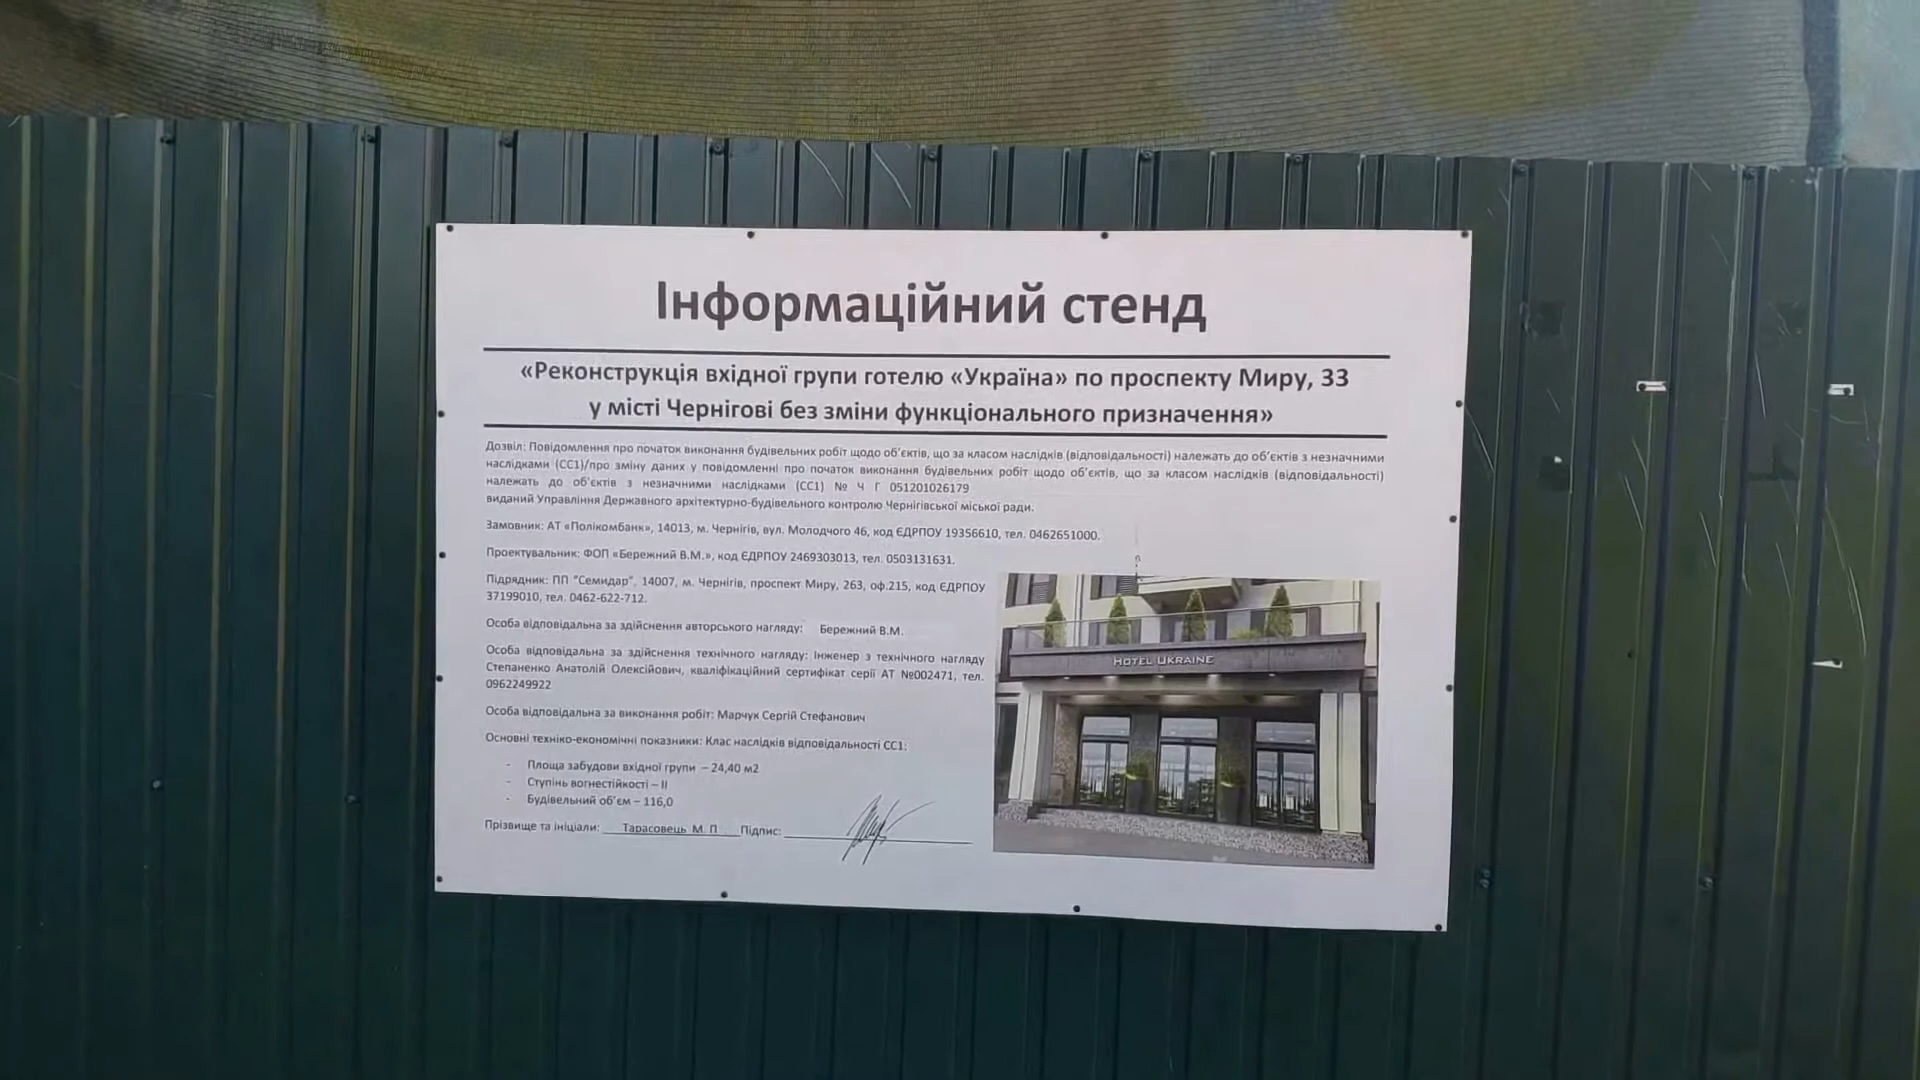 Інформаційний стенд
«Реконструкція вхідної групи готелю «Україна» по проспекту Миру, 33
у місті Чернігові без зміни функціонального призначення»
Дозвіл: Повідомлення про початок виконання будівельних робіт щодо об'єктів, що за класом наслідків (відповідальності) належать до об'єктів з незначними
наслідками (СС1)/про зміну даних у повідомленні про початок виконання будівельних робіт щодо об'єктів, що за класом наслідків (відповідальності)
належать до об'єктів з незначними наслідками (СС1) № Ч Г 051201026179
виданий Управління Державного архітектурно-будівельного контролю Чернігівської міської ради.
Замовник: АТ «Полікомбанк», 14013, м. Чернігів, вул. Молодчого 46, код ЄДРПОУ 19356610, тел. 0462651000.
Проектувальник: ФОП «Бережний В.М.», код ЄДРПОУ 2469303013, тел. 0503131631.
Підрядник: ПП "Семидар", 14007, м. Чернігів, проспект Миру, 263, оф.215, код ЄДРПОУ
37199010, тел. 0462-622-712.
Особа відповідальна за здійснення авторського нагляду: Бережний В.М.
Особа відповідальна за здійснення технічного нагляду: Інженер з технічного нагляду
Степаненко Анатолій Олексійович, кваліфікаційний сертифікат серії АТ №002471, тел.
0962249922
Особа відповідальна за виконання робіт: Марчук Сергій Стефанович
Основні техніко-економічні показники: Клас наслідків відповідальності СС1:
- Площа забудови вхідної групи – 24,40 м2
- Ступінь вогнестійкості – II
- Будівельний об'єм – 116,0
Прізвище та ініціали: Тарасовець М. П Підпис:
HOTEL UKRAINE